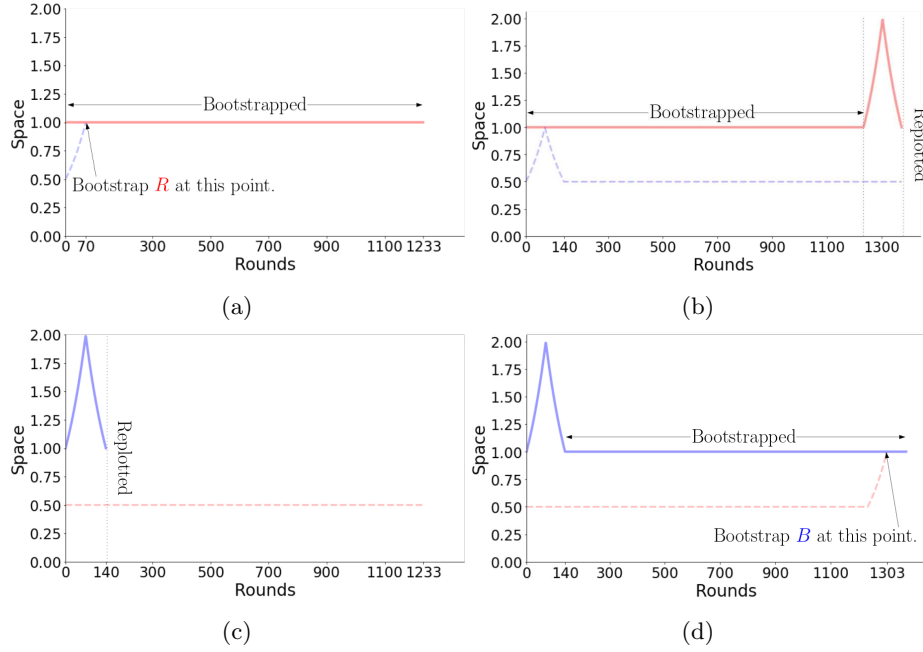 2.00
1.75
1.50
1.25
1.00
0.75
0.50
0.25
0.00
Space
Bootstrapped
Bootstrap R at this point.
0 70 300 500 700 900 1100 1233
Rounds
(a)
2.00
1.75
1.50
1.25
1.00
0.75
0.50
0.25
0.00
Space
Bootstrapped
Replotted
0 140 300 500 700 900 1100 1300
Rounds
(b)
2.00
1.75
1.50
1.25
1.00
0.75
0.50
0.25
0.00
Space
Replotted
0 140 300 500 700 900 1100 1233
Rounds
(c)
2.00
1.75
1.50
1.25
1.00
0.75
0.50
0.25
0.00
Space
Bootstrapped
Bootstrap B at this point.
0 140 300 500 700 900 1100 1303
Rounds
(d)